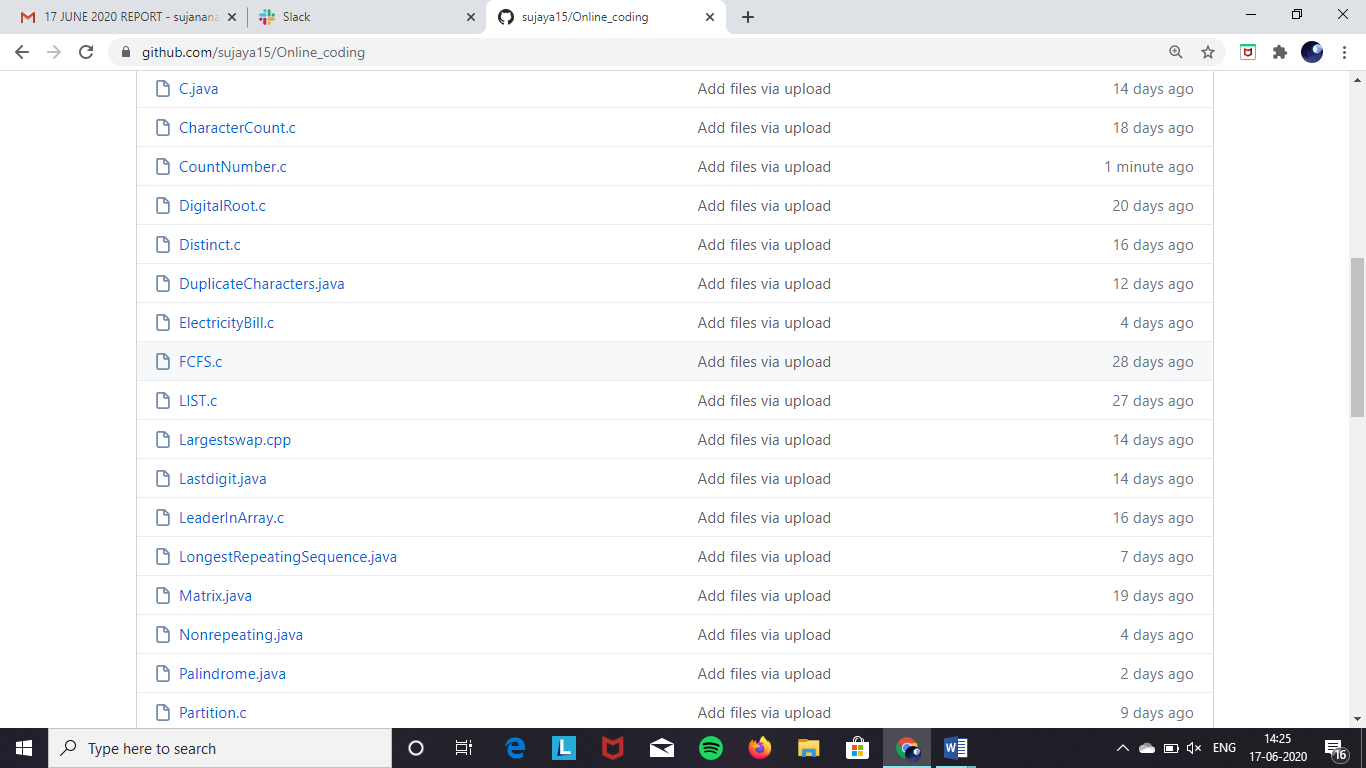 17 JUNE 2020 REPORT - sujanana
Slack
sujaya15/Online_coding
github.com/sujaya15/Online_coding
C.java Add files via upload 14 days ago
CharacterCount.c Add files via upload 18 days ago
CountNumber.c Add files via upload 1 minute ago
DigitalRoot.c Add files via upload 20 days ago
Distinct.c Add files via upload 16 days ago
DuplicateCharacters.java Add files via upload 12 days ago
ElectricityBill.c Add files via upload 4 days ago
FCFS.c Add files via upload 28 days ago
LIST.c Add files via upload 27 days ago
Largestswap.cpp Add files via upload 14 days ago
Lastdigit.java Add files via upload 14 days ago
LeaderInArray.c Add files via upload 16 days ago
LongestRepeatingSequence.java Add files via upload 7 days ago
Matrix.java Add files via upload 19 days ago
Nonrepeating.java Add files via upload 4 days ago
Palindrome.java Add files via upload 2 days ago
Partition.c Add files via upload 9 days ago
Type here to search
ENG
14:25
17-06-2020
16